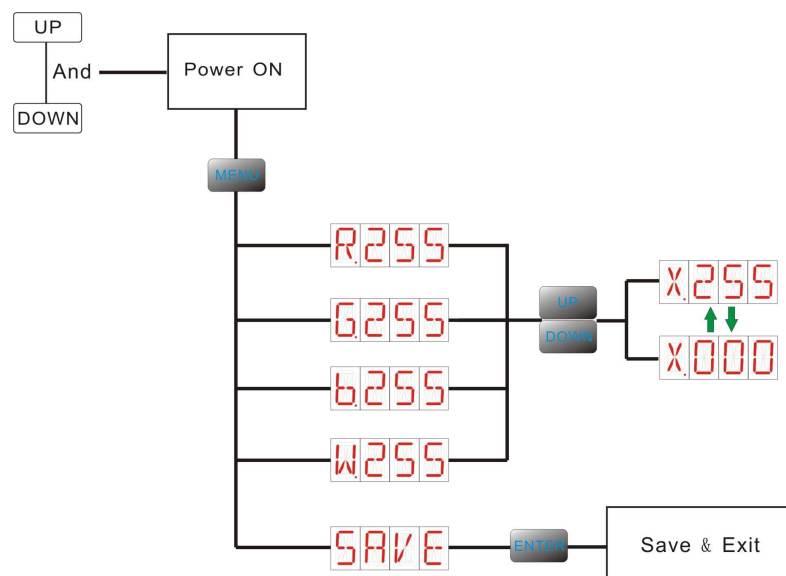 UP
And
Power ON
DOWN
MENU
R.255
G.255
UP
DOWN
X.255
X.000
b.255
W.255
SAVE
ENTER
Save & Exit